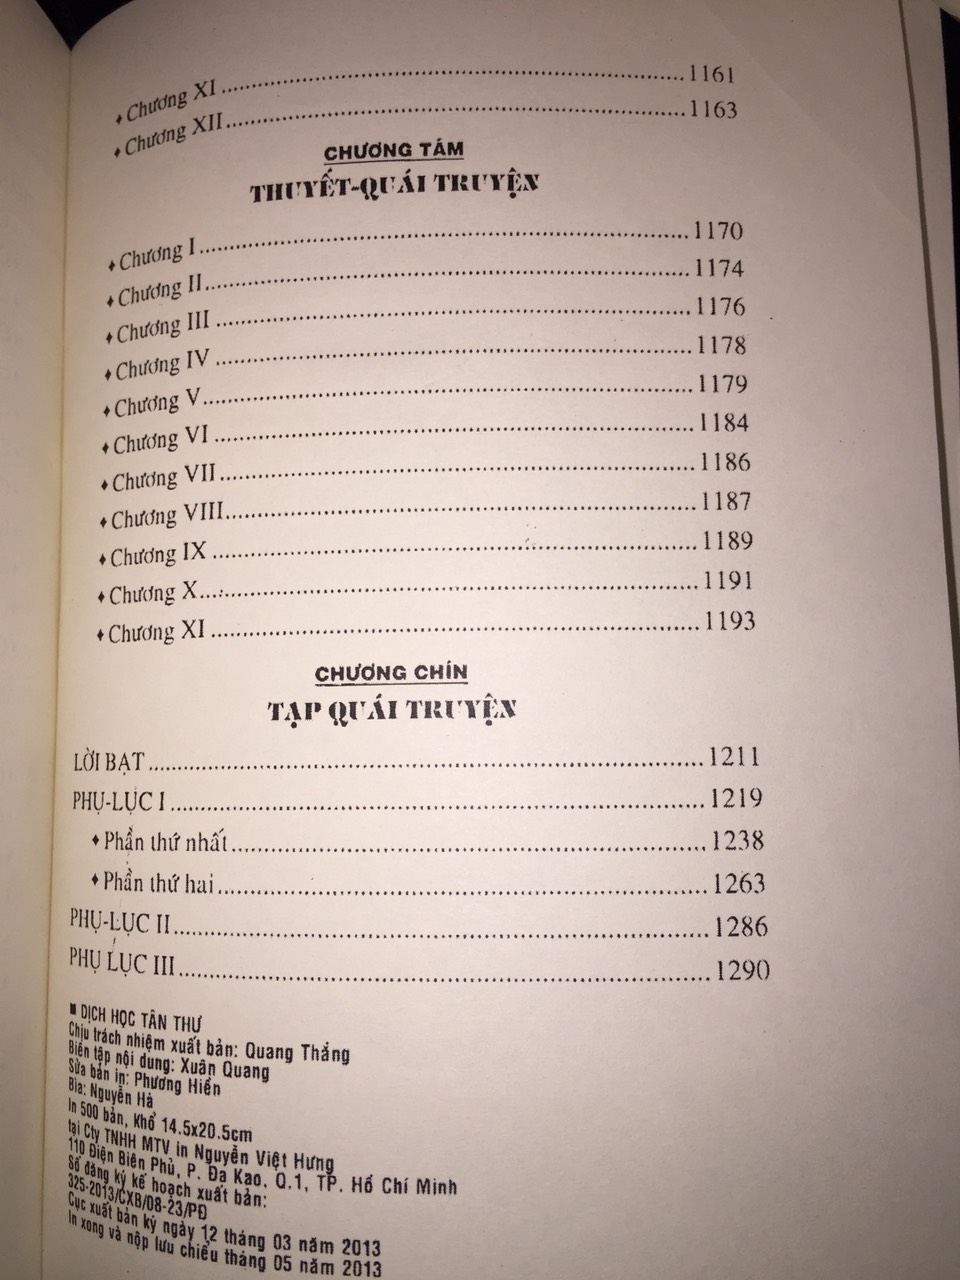 ♦ Chương XI ........ 1161
♦ Chương XII ........ 1163
CHƯƠNG TÁM
THUYẾT-QUÁI TRUYỆN
♦ Chương I ........ 1170
♦ Chương II ........ 1174
♦ Chương III ........ 1176
♦ Chương IV ........ 1178
♦ Chương V ........ 1179
♦ Chương VI ........ 1184
♦ Chương VII ........ 1186
♦ Chương VIII ........ 1187
♦ Chương IX ........ 1189
♦ Chương X ........ 1191
♦ Chương XI ........ 1193
CHƯƠNG CHÍN
TẠP QUÁI TRUYỆN
LỜI BẠT ........ 1211
PHỤ-LỤC I ........ 1219
♦ Phần thứ nhất ........ 1238
♦ Phần thứ hai ........ 1263
PHỤ-LỤC II ........ 1286
PHỤ LỤC III ........ 1290
■ DỊCH HỌC TÂN THƯ
Chịu trách nhiệm xuất bản: Quang Thắng
Biên tập nội dung: Xuân Quang
Sửa bản in: Phương Hiển
Bìa: Nguyễn Hà
In 500 bản, Khổ 14.5x20.5cm
tại Cty TNHH MTV in Nguyễn Việt Hưng
110 Điện Biên Phủ, P. Đa Kao, Q.1, TP. Hồ Chí Minh
Số đăng ký kế hoạch xuất bản:
325-2013/CXB/08-23/PĐ
Cục xuất bản ký ngày 12 tháng 03 năm 2013
In xong và nộp lưu chiểu tháng 05 năm 2013